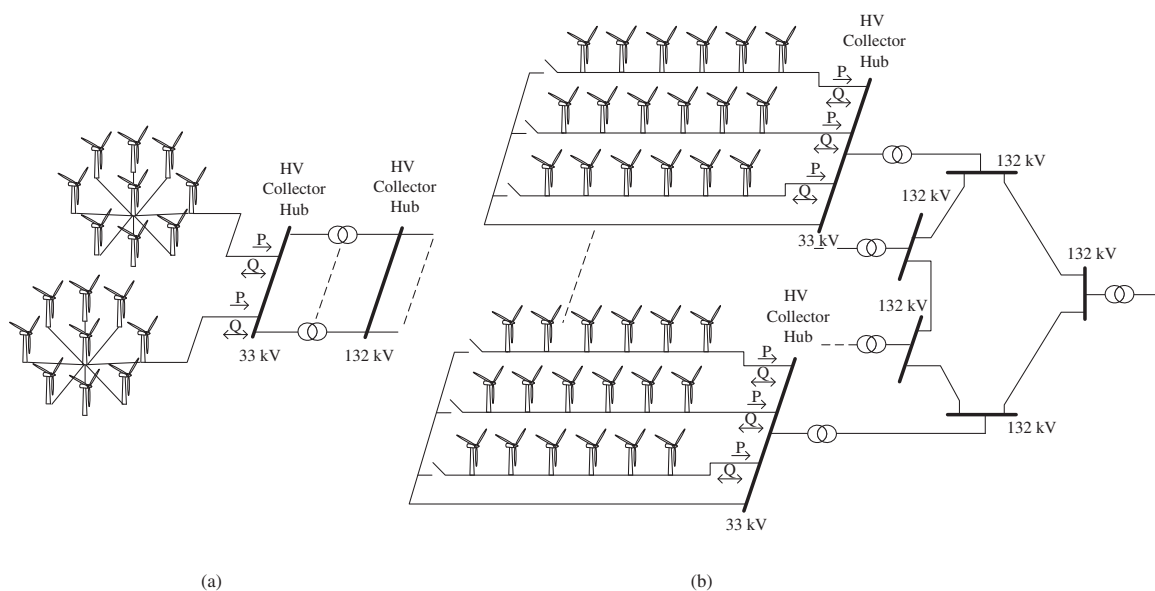 HV
Collector
Hub
HV
Collector
Hub
P
Q
P
Q
33 kV
132 kV
(a)
HV
Collector
Hub
P
Q
P
Q
P
Q
33 kV
132 kV
132 kV
132 kV
132 kV
132 kV
HV
Collector
Hub
P
Q
P
Q
P
Q
33 kV
(b)